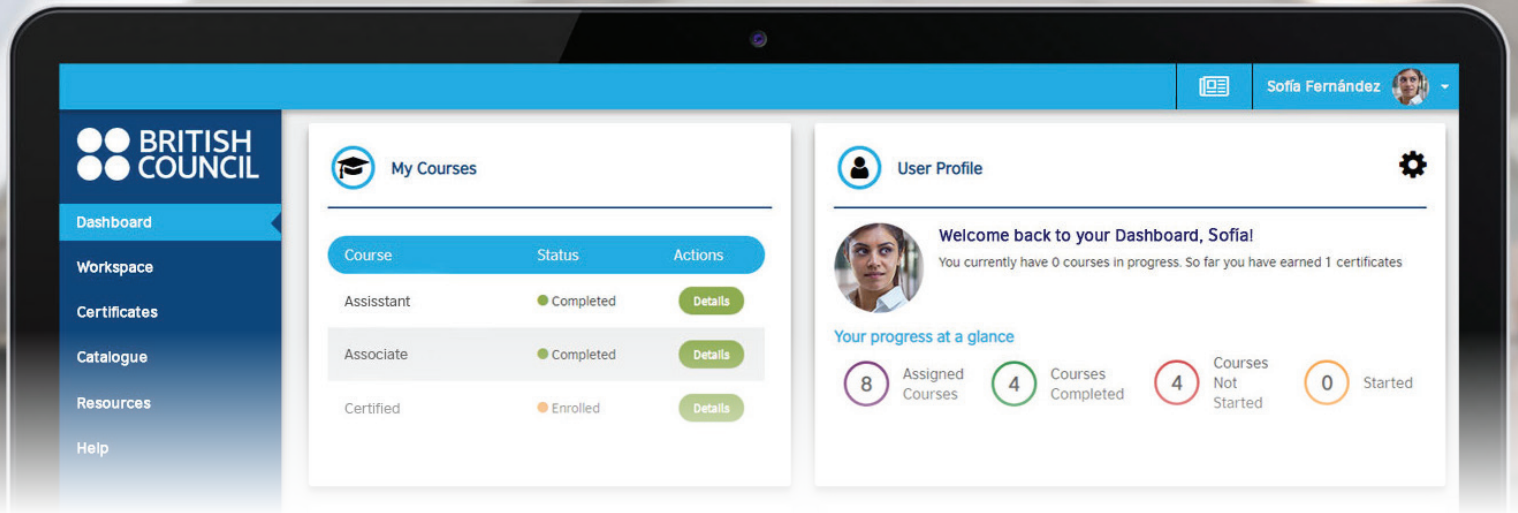 Sofía Fernández
BRITISH
COUNCIL
Dashboard
Workspace
Certificates
Catalogue
Resources
Help
My Courses
Course Status Actions
Assisstant Completed Details
Associate Completed Details
Certified Enrolled Details
User Profile
Welcome back to your Dashboard, Sofía!
You currently have 0 courses in progress. So far you have earned 1 certificates
Your progress at a glance
8 Assigned Courses
4 Courses Completed
4 Courses Not Started
0 Started